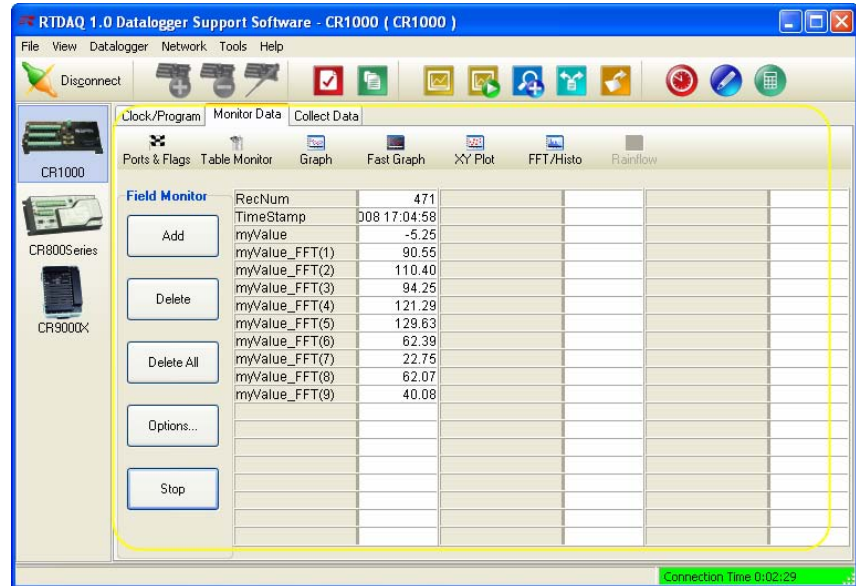 RTDAQ 1.0 Datalogger Support Software - CR1000 ( CR1000 )
File View Datalogger Network Tools Help
Disconnect
Clock/Program Monitor Data Collect Data
Ports & Flags Table Monitor Graph Fast Graph XY Plot FFT/Histo Rainflow
CR1000
CR800Series
CR9000X
Field Monitor
Add
Delete
Delete All
Options...
Stop
RecNum 471
TimeStamp 008 17:04:58
myValue -5.25
myValue_FFT(1) 90.55
myValue_FFT(2) 110.40
myValue_FFT(3) 94.25
myValue_FFT(4) 121.29
myValue_FFT(5) 129.63
myValue_FFT(6) 62.39
myValue_FFT(7) 22.75
myValue_FFT(8) 62.07
myValue_FFT(9) 40.08
Connection Time 0:02:29